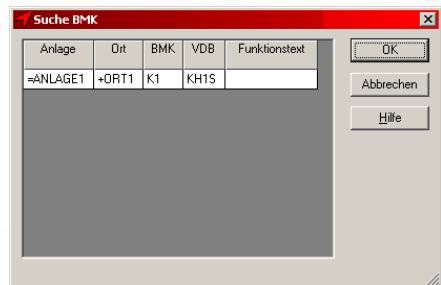 Suche BMK
Anlage Ort BMK VDB Funktionstext
=ANLAGE1 +ORT1 K1 KH1S
OK
Abbrechen
Hilfe